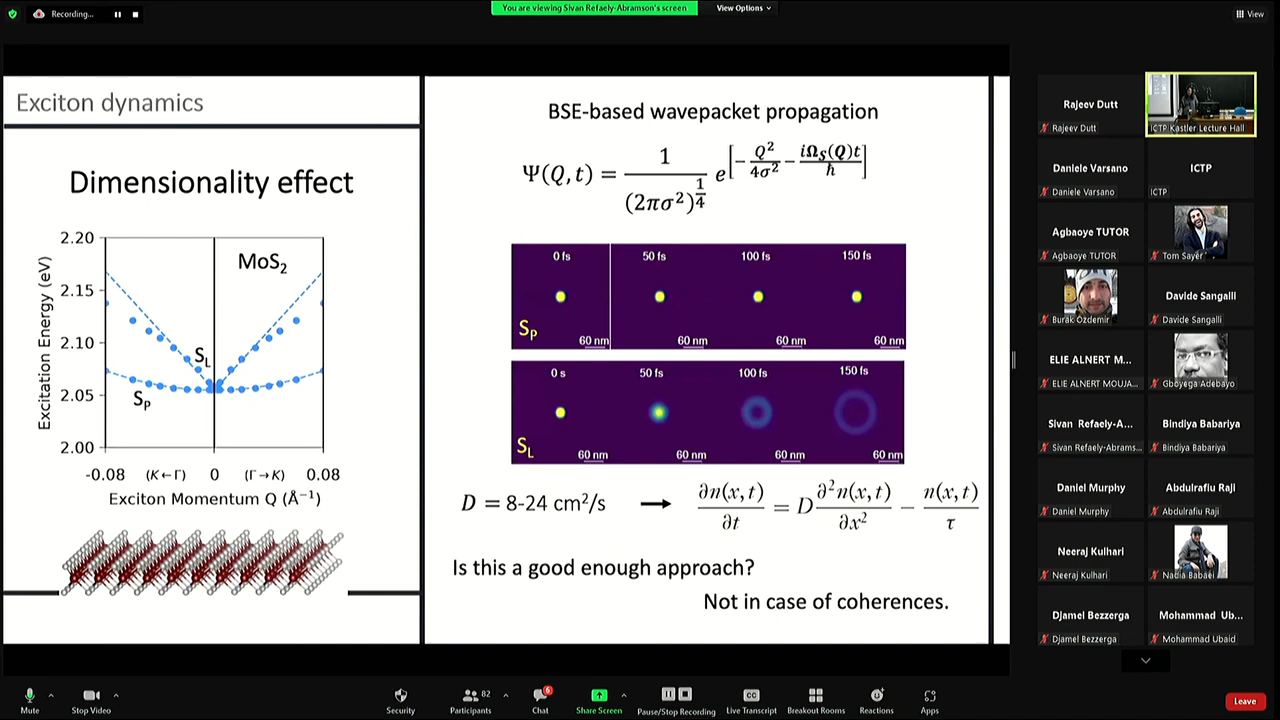 Recording...
You are viewing Sivan Refaely-Abramson's screen
View Options
View
Exciton dynamics
Dimensionality effect
2.20
2.15
2.10
2.05
2.00
Excitation Energy (eV)
MoS₂
S_L
S_P
-0.08 (K←Γ) 0 (Γ→K) 0.08
Exciton Momentum Q (Å⁻¹)
BSE-based wavepacket propagation
Ψ(Q,t) = 1/(2πσ²)^(1/4) e^[-Q²/4σ² - iΩ_S(Q)t/ħ]
0 fs 50 fs 100 fs 150 fs
S_P
60 nm 60 nm 60 nm 60 nm
0 s 50 fs 100 fs 150 fs
S_L
60 nm 60 nm 60 nm 60 nm
D = 8-24 cm²/s → ∂n(x,t)/∂t = D ∂²n(x,t)/∂x² - n(x,t)/τ
Is this a good enough approach?
Not in case of coherences.
Rajeev Dutt
Rajeev Dutt
ICTP Kastler Lecture Hall
Daniele Varsano
Daniele Varsano
ICTP
ICTP
Agbaoye TUTOR
Agbaoye TUTOR
Tom Sayer
Burak Özdemir
Davide Sangalli
Davide Sangalli
ELIE ALNERT M...
ELIE ALNERT MOUJA...
Gboyega Adebayo
Sivan Refaely-A...
Sivan Refaely-Abrams...
Bindiya Babariya
Bindiya Babariya
Daniel Murphy
Daniel Murphy
Abdulrafiu Raji
Abdulrafiu Raji
Neeraj Kulhari
Neeraj Kulhari
Nadia Babaei
Djamel Bezzerga
Djamel Bezzerga
Mohammad Ub...
Mohammad Ubaid
Mute
Stop Video
Security
Participants 82
Chat 6
Share Screen
Pause/Stop Recording
CC
Live Transcript
Breakout Rooms
Reactions
Apps
Leave